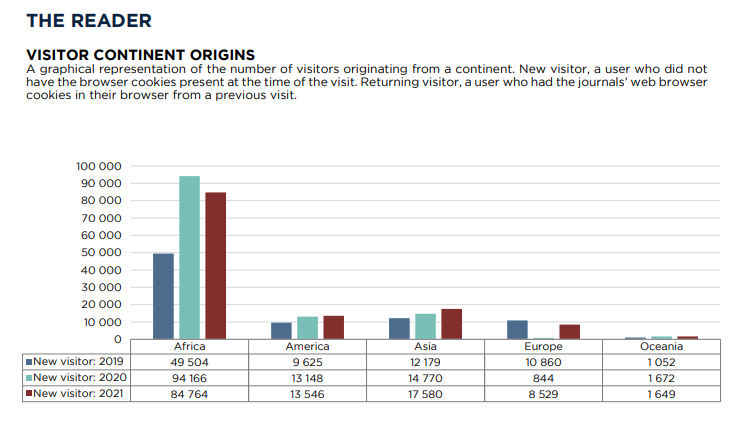 THE READER
VISITOR CONTINENT ORIGINS
A graphical representation of the number of visitors originating from a continent. New visitor, a user who did not
have the browser cookies present at the time of the visit. Returning visitor, a user who had the journals' web browser
cookies in their browser from a previous visit.
100 000
90 000
80 000
70 000
60 000
50 000
40 000
30 000
20 000
10 000
0
Africa America Asia Europe Oceania
New visitor: 2019 49 504 9 625 12 179 10 860 1 052
New visitor: 2020 94 166 13 148 14 770 844 1 672
New visitor: 2021 84 764 13 546 17 580 8 529 1 649